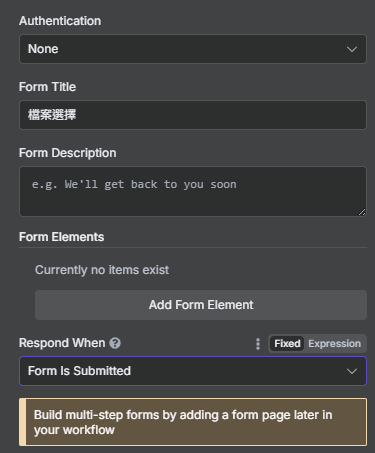 Authentication
None
Form Title
檔案選擇
Form Description
e.g. We'll get back to you soon
Form Elements
Currently no items exist
Add Form Element
Respond When
Fixed Expression
Form Is Submitted
Build multi-step forms by adding a form page later in
your workflow